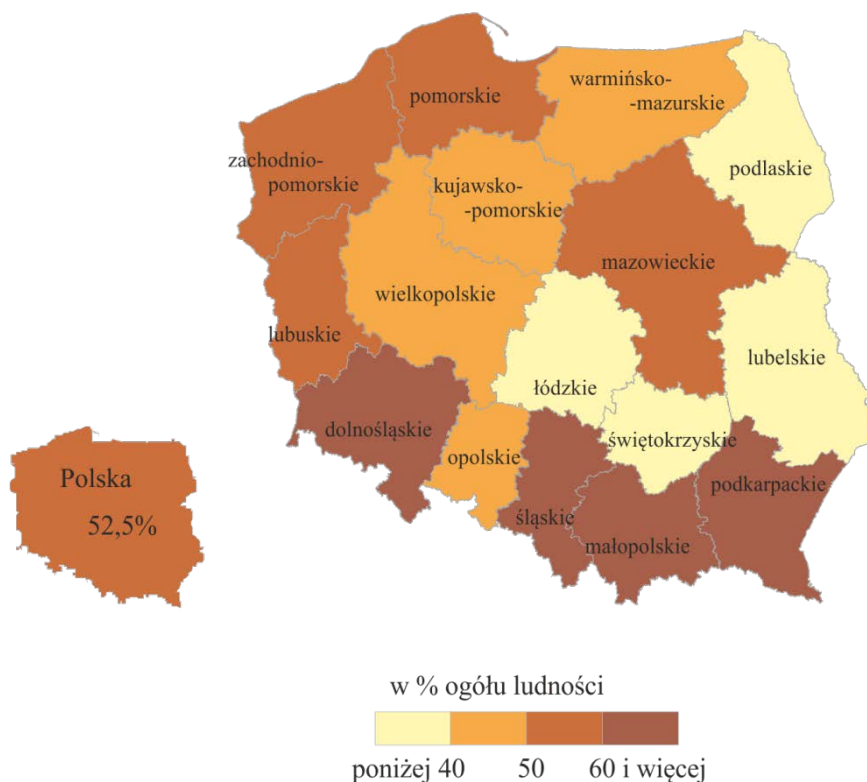 pomorskie
warmińsko-
-mazurskie
zachodnio-
pomorskie
podlaskie
kujawsko-
-pomorskie
mazowieckie
wielkopolskie
lubuskie
lubelskie
łódzkie
dolnośląskie
świętokrzyskie
opolskie
podkarpackie
śląskie
małopolskie
Polska
52,5%
w % ogółu ludności
poniżej 40 50 60 i więcej